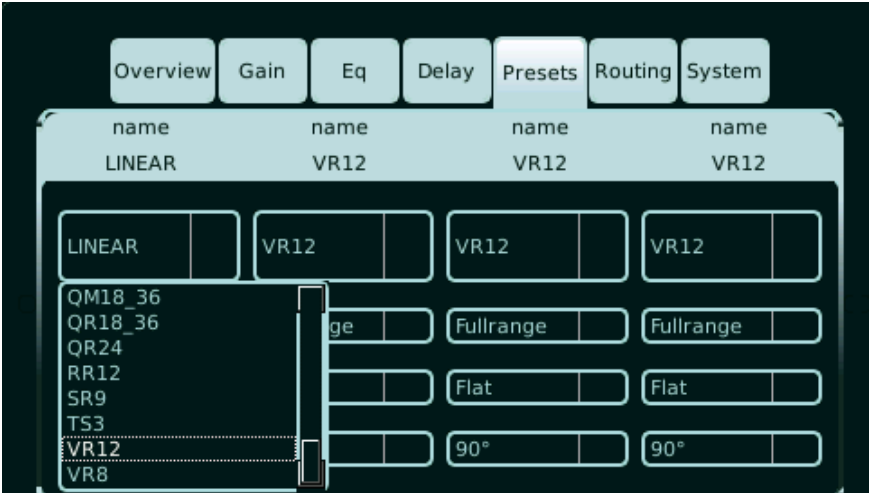 Overview Gain Eq Delay Presets Routing System
name name name name
LINEAR VR12 VR12 VR12
LINEAR VR12 VR12 VR12
QM18_36
QR18_36
ge Fullrange Fullrange
QR24
RR12
Flat Flat
SR9
TS3
VR12 90° 90°
VR8